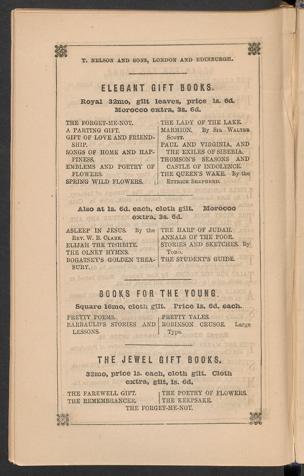 T. NELSON AND SONS, LONDON AND EDINBURGH.
ELEGANT GIFT BOOKS.
Royal 32mo, gilt leaves, price 1s. 6d.
Morocco extra, 3s. 6d.
THE FORGET-ME-NOT.
A PARTING GIFT.
GIFT OF LOVE AND FRIEND-
SHIP.
SONGS OF HOME AND HAP-
PINESS.
EMBLEMS AND POETRY OF
FLOWERS.
SPRING WILD FLOWERS.
THE LADY OF THE LAKE.
MARMION. By Sir Walter
Scott.
PAUL AND VIRGINIA, AND
THE EXILES OF SIBERIA.
THOMSON'S SEASONS AND
CASTLE OF INDOLENCE.
THE QUEEN'S WAKE. By the
Ettrick Shepherd.
Also at 1s. 6d. each, cloth gilt. Morocco
extra, 3s. 6d.
ASLEEP IN JESUS. By the
Rev. W. B. Clark.
ELIJAH THE TISHBITE.
THE OLNEY HYMNS.
BOGATZKY'S GOLDEN TREA-
SURY.
THE HARP OF JUDAH.
ANNALS OF THE POOR.
STORIES AND SKETCHES. By
THE STUDENT'S GUIDE.
BOOKS FOR THE YOUNG.
Square 16mo, cloth gilt. Price 1s. 6d. each.
PRETTY POEMS.
BARBAULD'S STORIES AND
LESSONS.
PRETTY TALES.
ROBINSON CRUSOE. Large
Type.
THE JEWEL GIFT BOOKS.
32mo, price 1s. each, cloth gilt. Cloth
extra, gilt, 1s. 6d.
THE FAREWELL GIFT.
THE REMEMBRANCER.
THE POETRY OF FLOWERS.
THE KEEPSAKE.
THE FORGET-ME-NOT.